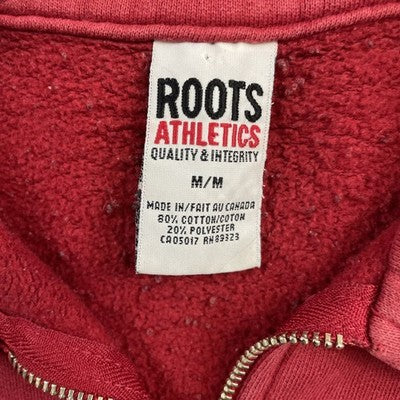 ROOTS
ATHLETICS
QUALITY & INTEGRITY
M/M
MADE IN/FAIT AU CANADA
80% COTTON/COTON
20% POLYESTER
CA05017 RN89323